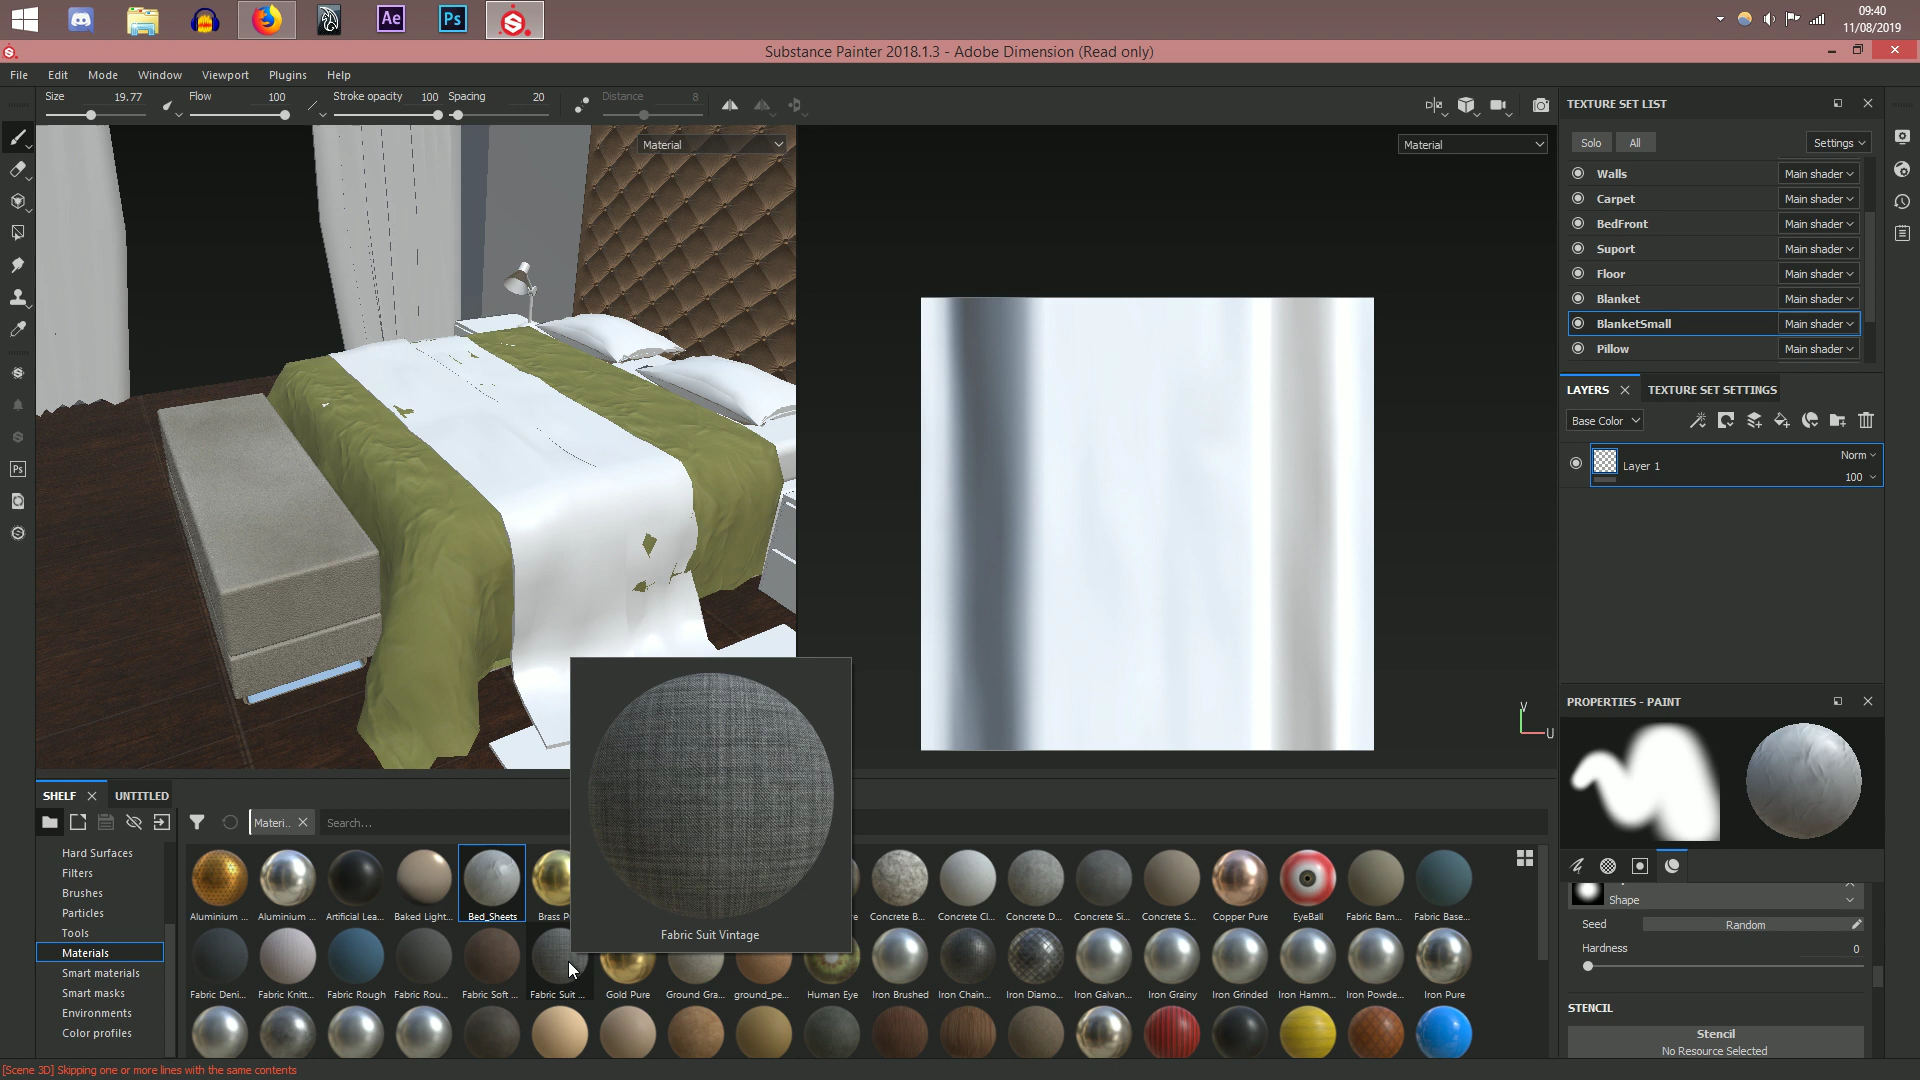 Ae
Ps
09:40
11/08/2019
Substance Painter 2018.1.3 - Adobe Dimension (Read only)
File Edit Mode Window Viewport Plugins Help
Size 19.77 Flow 100 Stroke opacity 100 Spacing 20 Distance 8
Material
Material
TEXTURE SET LIST
Solo All Settings
Walls Main shader
Carpet Main shader
BedFront Main shader
Suport Main shader
Floor Main shader
Blanket Main shader
BlanketSmall Main shader
Pillow Main shader
LAYERS TEXTURE SET SETTINGS
Base Color
Layer 1 Norm
100
Ps
V
U
PROPERTIES - PAINT
Shape
Seed Random
Hardness 0
STENCIL
Stencil
No Resource Selected
SHELF UNTITLED
Materi.. Search...
Hard Surfaces
Filters
Brushes
Particles
Tools
Materials
Smart materials
Smart masks
Environments
Color profiles
Aluminium ... Aluminium ... Artificial Lea... Baked Light... Bed_Sheets Brass P Concrete B... Concrete Cl... Concrete D... Concrete Si... Concrete S... Copper Pure EyeBall Fabric Bam... Fabric Base...
Fabric Suit Vintage
Fabric Deni... Fabric Knitt... Fabric Rough Fabric Rou... Fabric Soft ... Fabric Suit ... Gold Pure Ground Gra... ground_pe... Human Eye Iron Brushed Iron Chain... Iron Diamo... Iron Galvan... Iron Grainy Iron Grinded Iron Hamm... Iron Powde... Iron Pure
[Scene 3D] Skipping one or more lines with the same contents